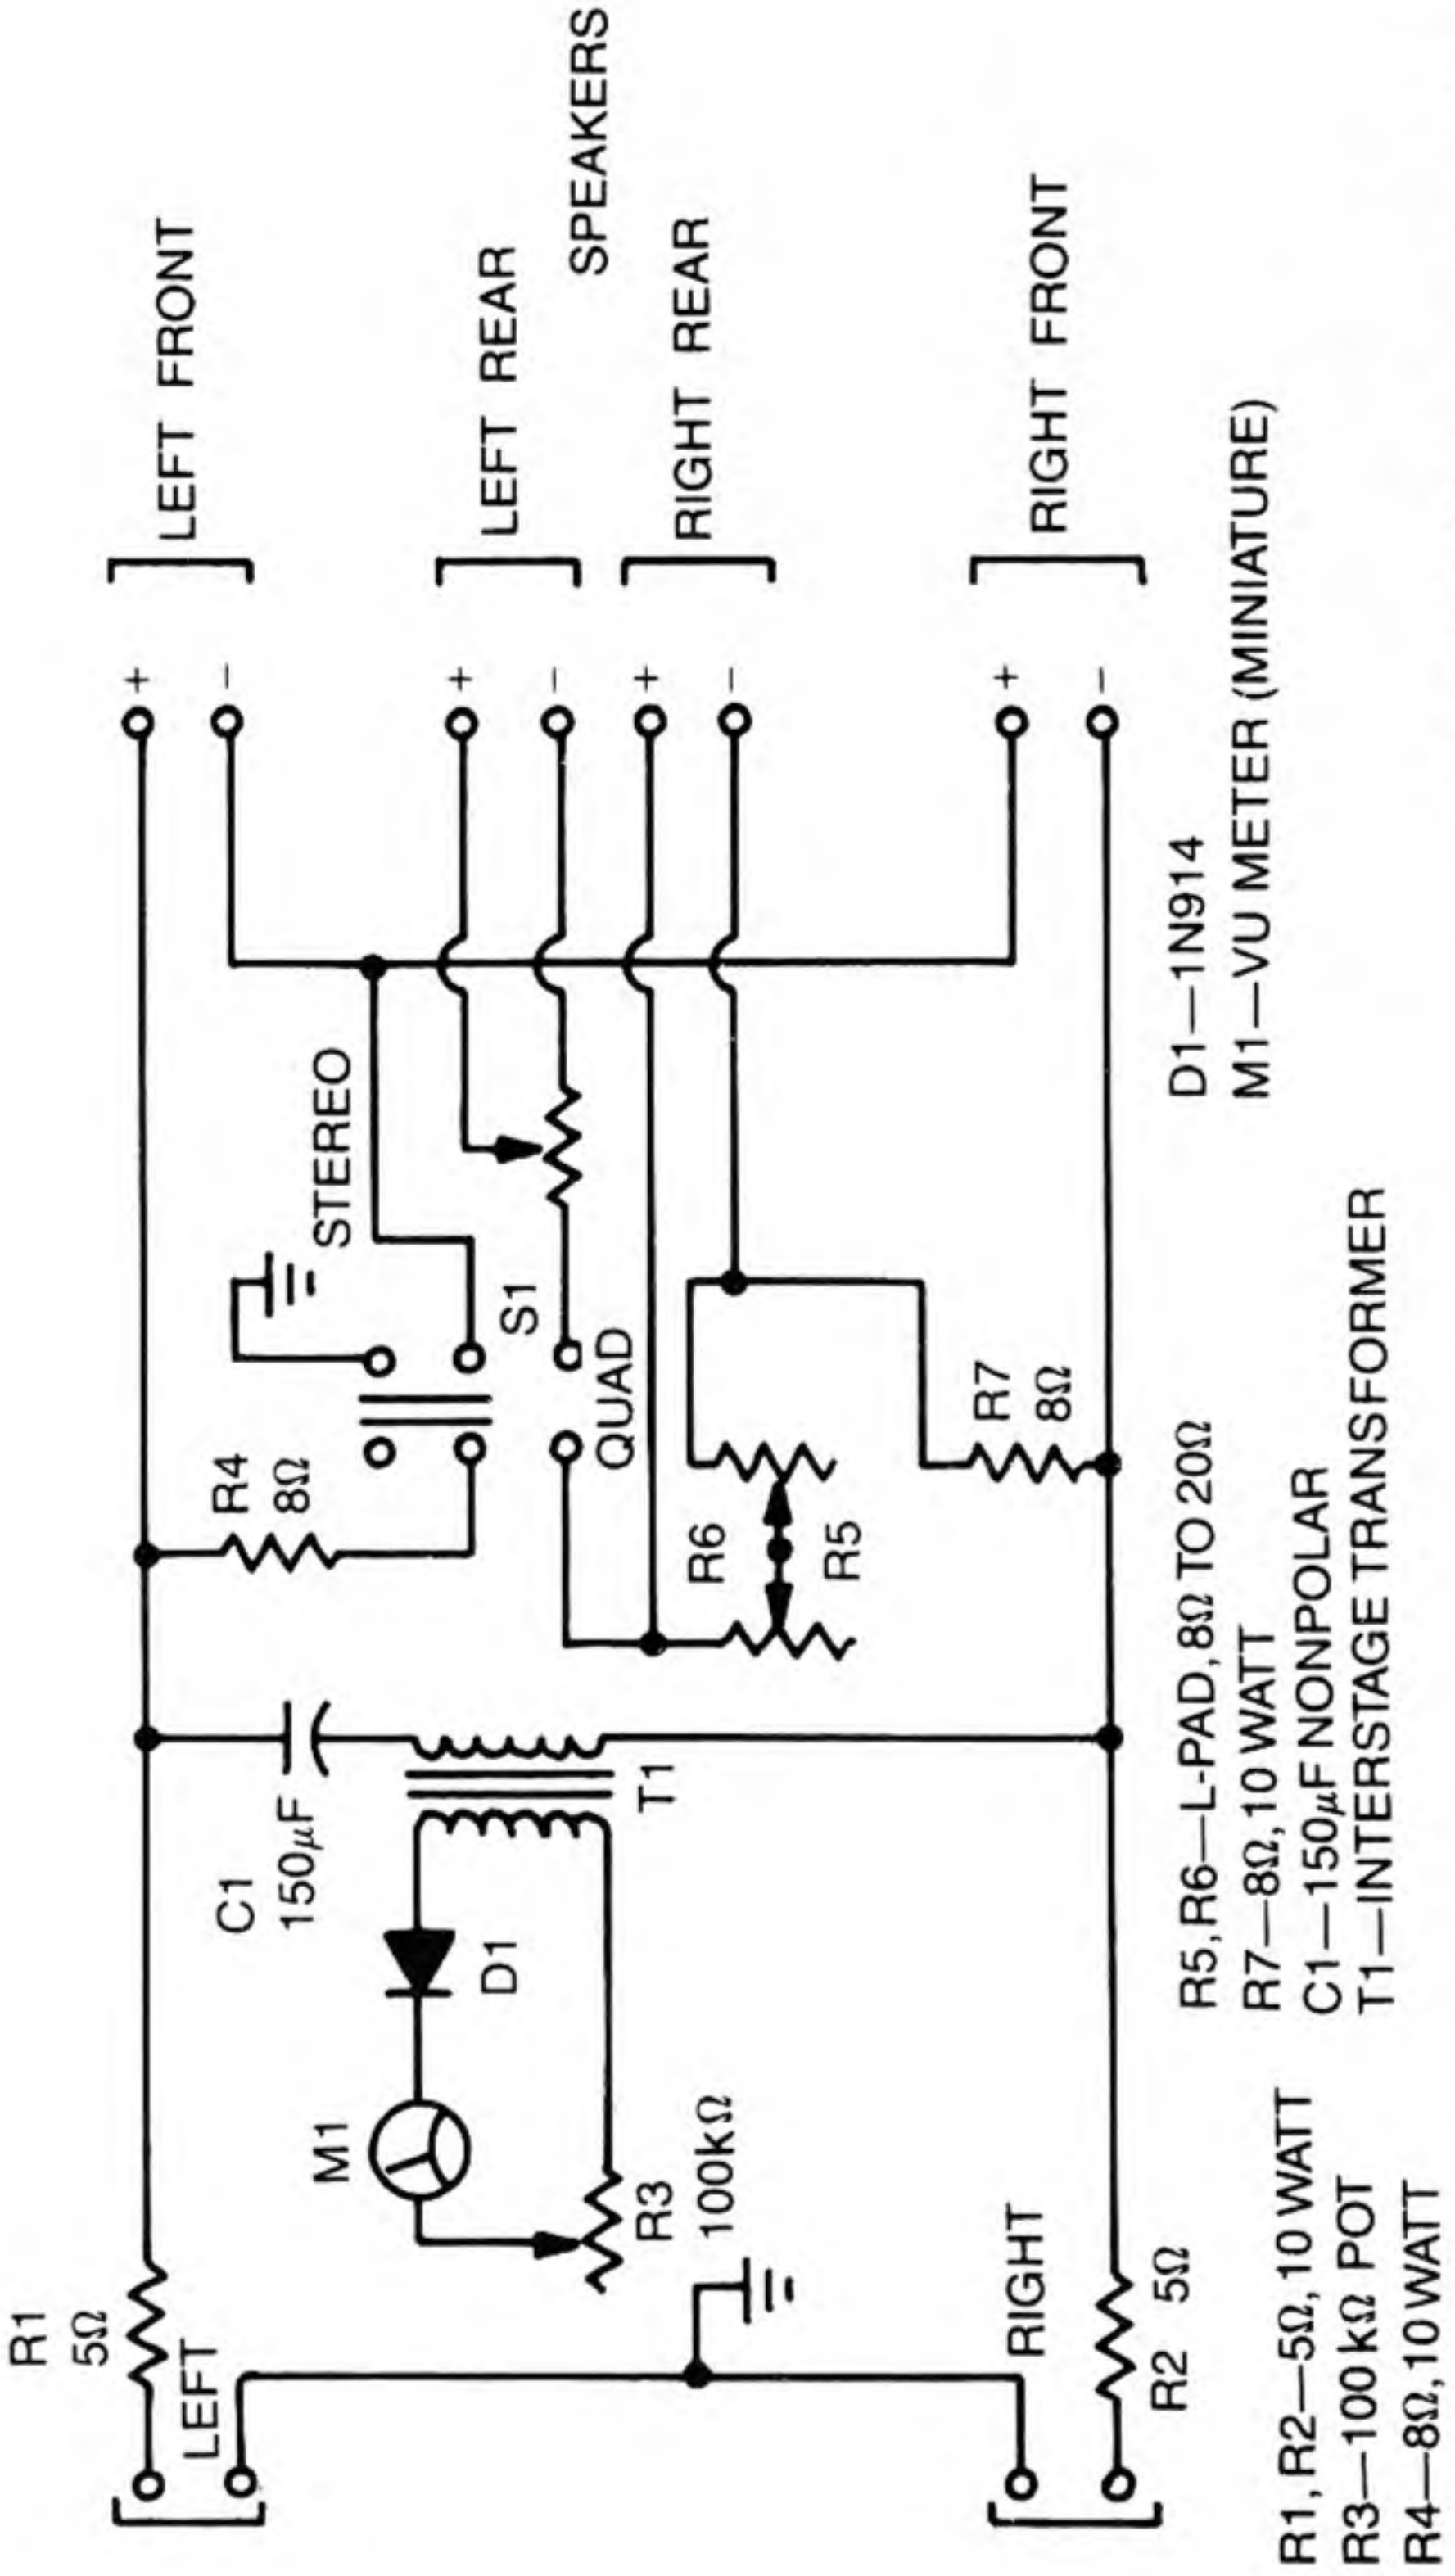 R1
5Ω
LEFT
C1
150µF
M1
D1
T1
R3
100kΩ
RIGHT
R2 5Ω
R4
8Ω
STEREO
S1
QUAD
R6
R5
R7
8Ω
+
−
+
−
+
−
+
−
LEFT FRONT
LEFT REAR
SPEAKERS
RIGHT REAR
RIGHT FRONT
R1, R2—5Ω, 10 WATT
R3—100 kΩ POT
R4—8Ω, 10 WATT
R5, R6—L-PAD, 8Ω TO 20Ω
R7—8Ω, 10 WATT
C1—150µF NONPOLAR
T1—INTERSTAGE TRANSFORMER
D1—1N914
M1—VU METER (MINIATURE)